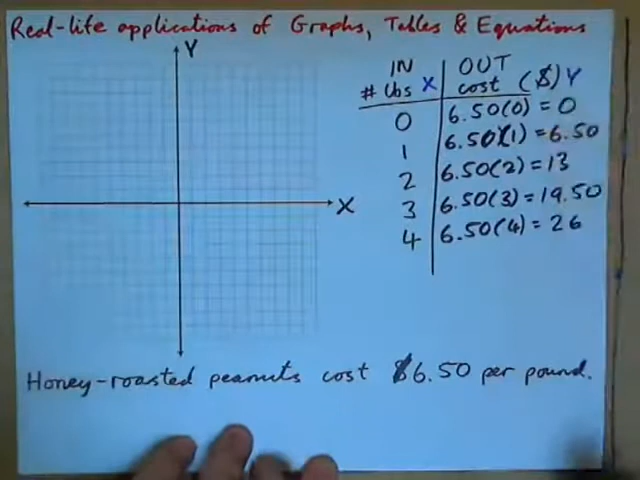 Real-life applications of Graphs, Tables & Equations
Y
X
IN OUT
# lbs X cost ($) Y
0 6.50(0) = 0
1 6.50(1) = 6.50
2 6.50(2) = 13
3 6.50(3) = 19.50
4 6.50(4) = 26
Honey-roasted peanuts cost $6.50 per pound.